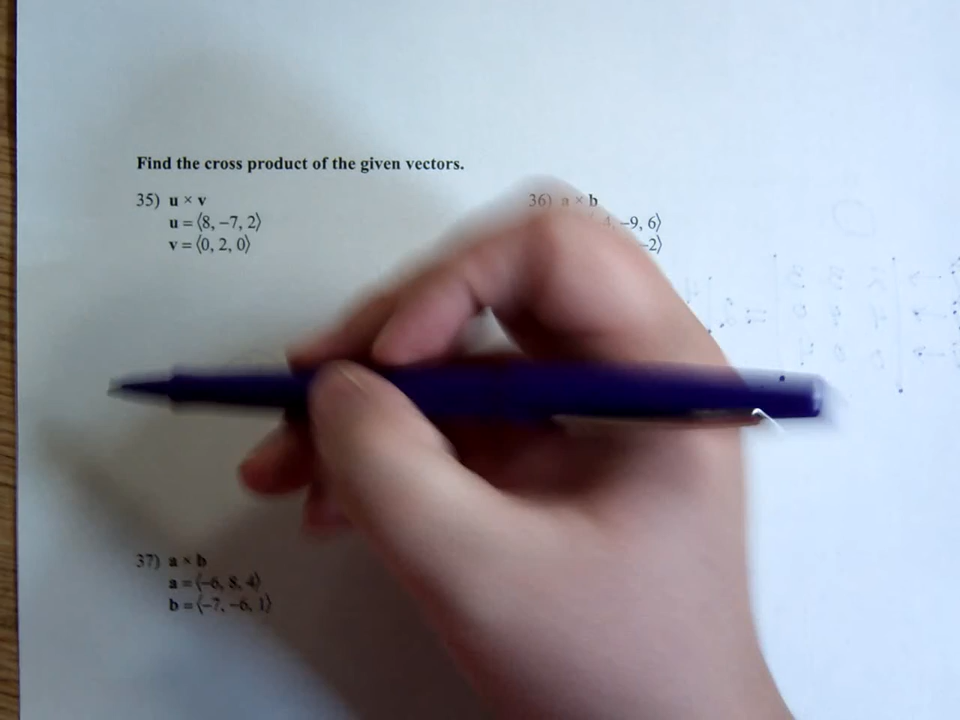 Find the cross product of the given vectors.
35) u × v
u = ⟨8, −7, 2⟩
v = ⟨0, 2, 0⟩
36) a × b
−9, 6⟩
−2⟩
37) a × b
a = ⟨−6, 8, 4⟩
b = ⟨−7, −6, 1⟩